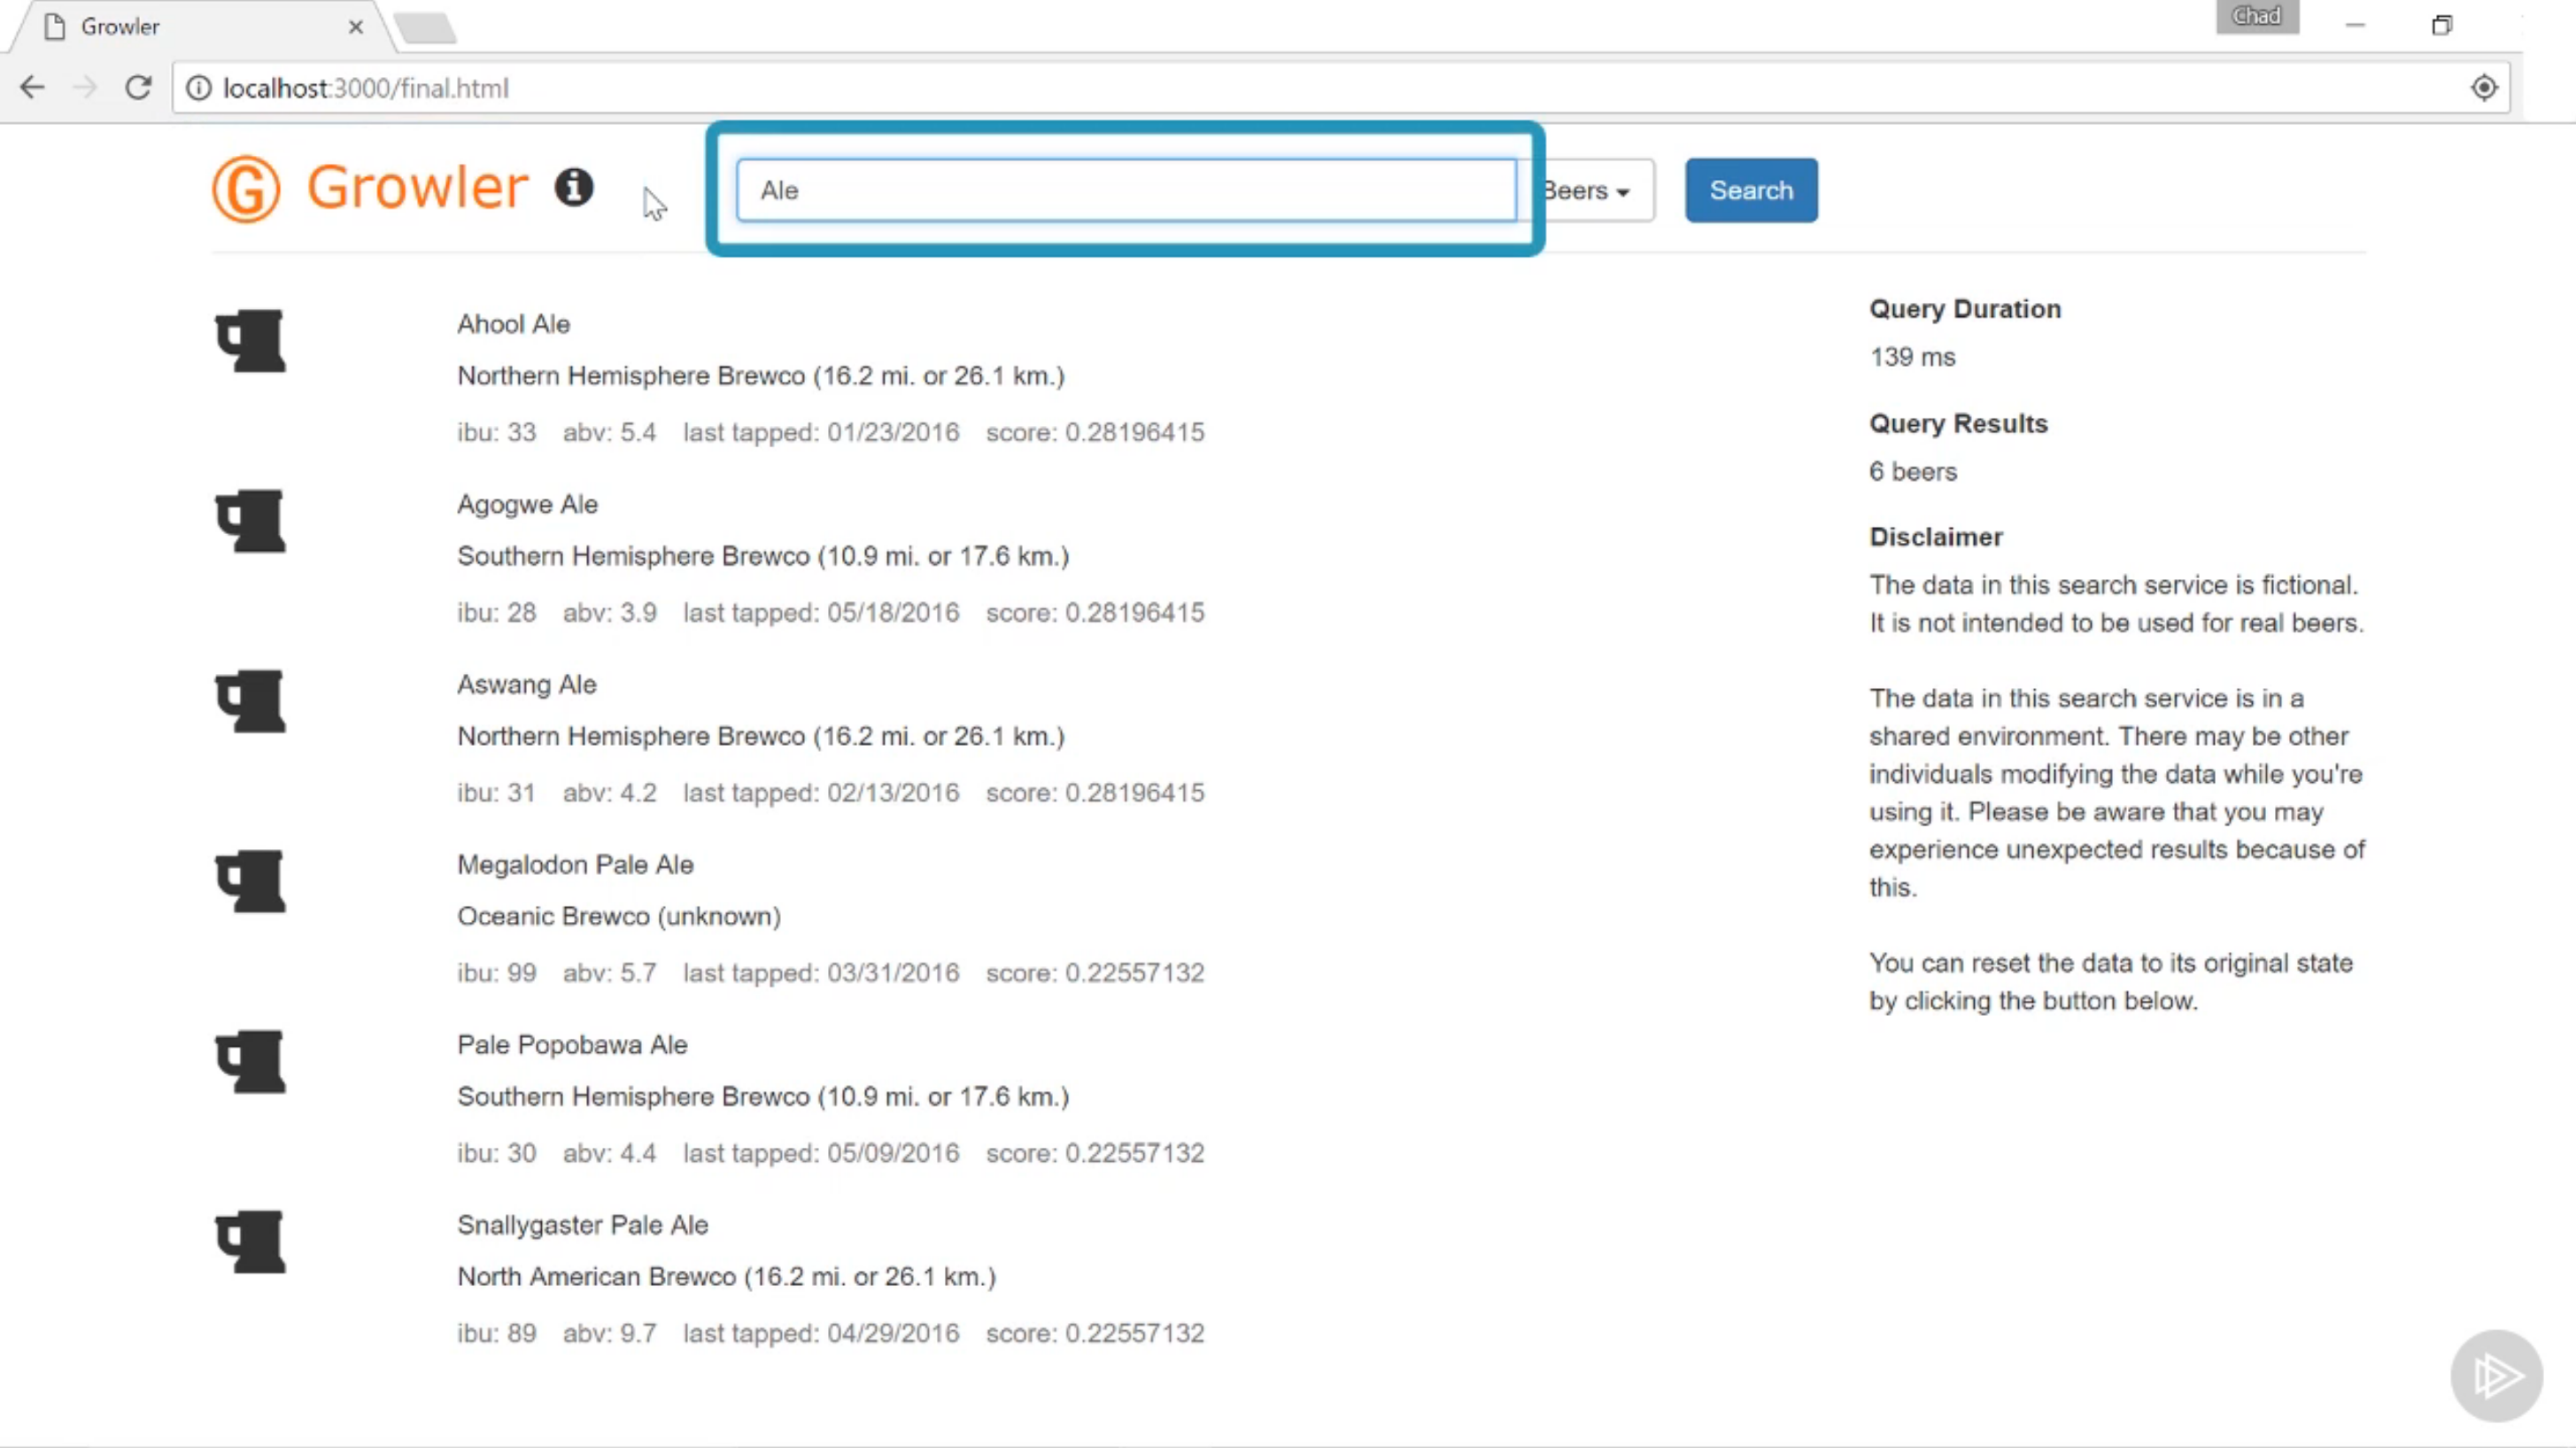 Growler
Chad
localhost:3000/final.html
G Growler
Ale
Beers
Search
Ahool Ale
Northern Hemisphere Brewco (16.2 mi. or 26.1 km.)
ibu: 33 abv: 5.4 last tapped: 01/23/2016 score: 0.28196415
Agogwe Ale
Southern Hemisphere Brewco (10.9 mi. or 17.6 km.)
ibu: 28 abv: 3.9 last tapped: 05/18/2016 score: 0.28196415
Aswang Ale
Northern Hemisphere Brewco (16.2 mi. or 26.1 km.)
ibu: 31 abv: 4.2 last tapped: 02/13/2016 score: 0.28196415
Megalodon Pale Ale
Oceanic Brewco (unknown)
ibu: 99 abv: 5.7 last tapped: 03/31/2016 score: 0.22557132
Pale Popobawa Ale
Southern Hemisphere Brewco (10.9 mi. or 17.6 km.)
ibu: 30 abv: 4.4 last tapped: 05/09/2016 score: 0.22557132
Snallygaster Pale Ale
North American Brewco (16.2 mi. or 26.1 km.)
ibu: 89 abv: 9.7 last tapped: 04/29/2016 score: 0.22557132
Query Duration
139 ms
Query Results
6 beers
Disclaimer
The data in this search service is fictional.
It is not intended to be used for real beers.
The data in this search service is in a
shared environment. There may be other
individuals modifying the data while you're
using it. Please be aware that you may
experience unexpected results because of
this.
You can reset the data to its original state
by clicking the button below.